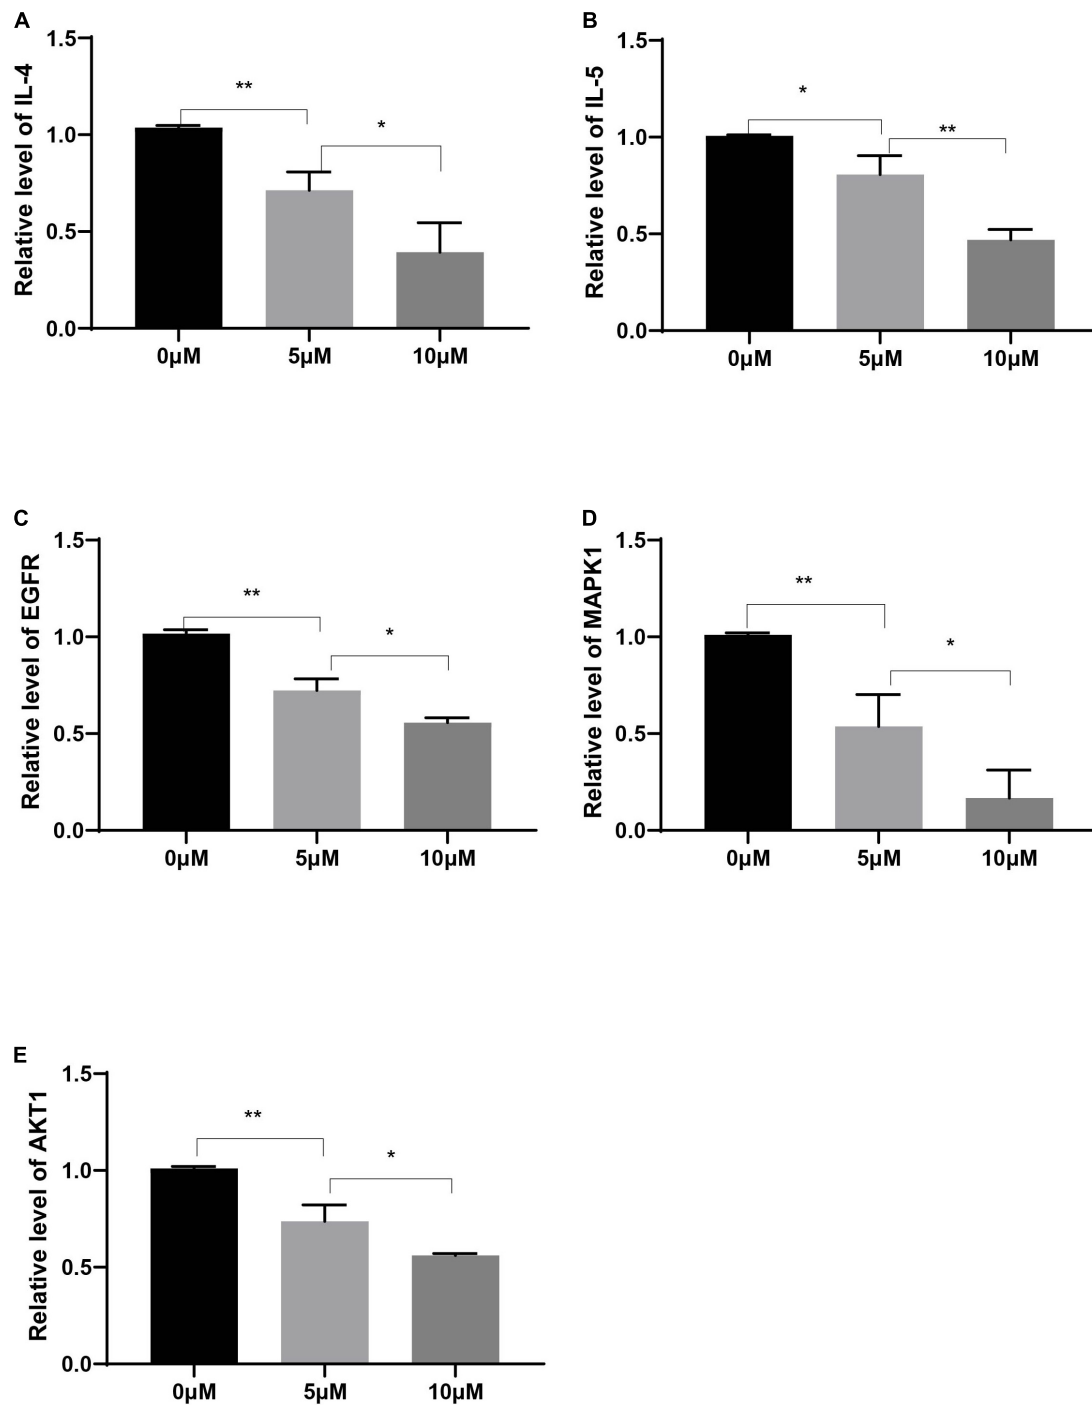 A
Relative level of IL-4
1.5
1.0
0.5
0.0
**
*
0µM 5µM 10µM
B
Relative level of IL-5
1.5
1.0
0.5
0.0
*
**
0µM 5µM 10µM
C
Relative level of EGFR
1.5
1.0
0.5
0.0
**
*
0µM 5µM 10µM
D
Relative level of MAPK1
1.5
1.0
0.5
0.0
**
*
0µM 5µM 10µM
E
Relative level of AKT1
1.5
1.0
0.5
0.0
**
*
0µM 5µM 10µM